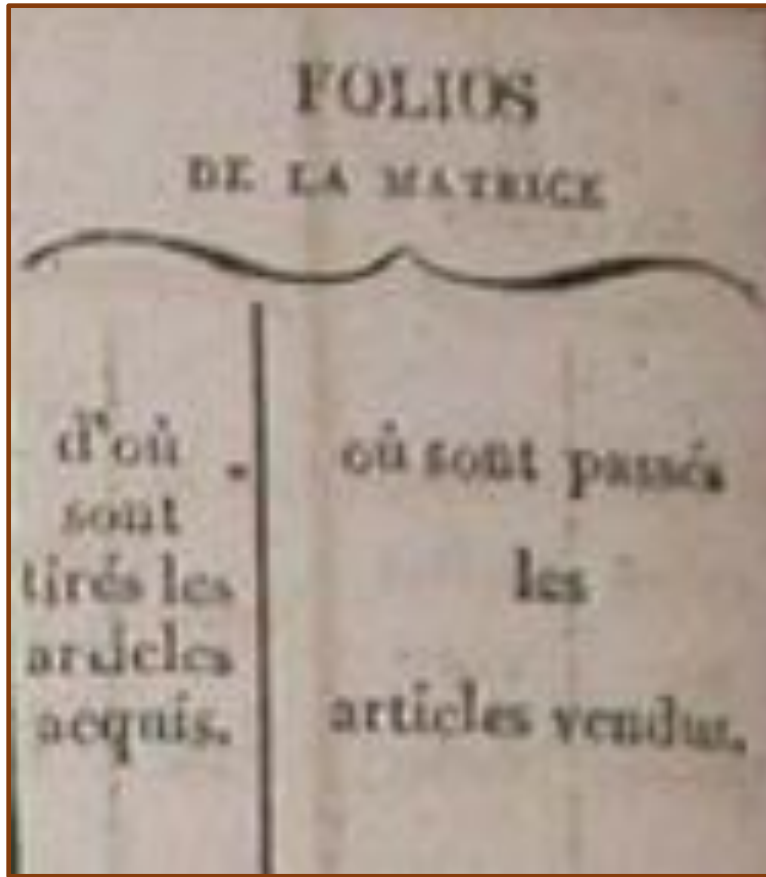 FOLIOS
DE LA MATRICE
d'où
sont
tirés les
articles
acquis.
où sont passés
les
articles vendus.